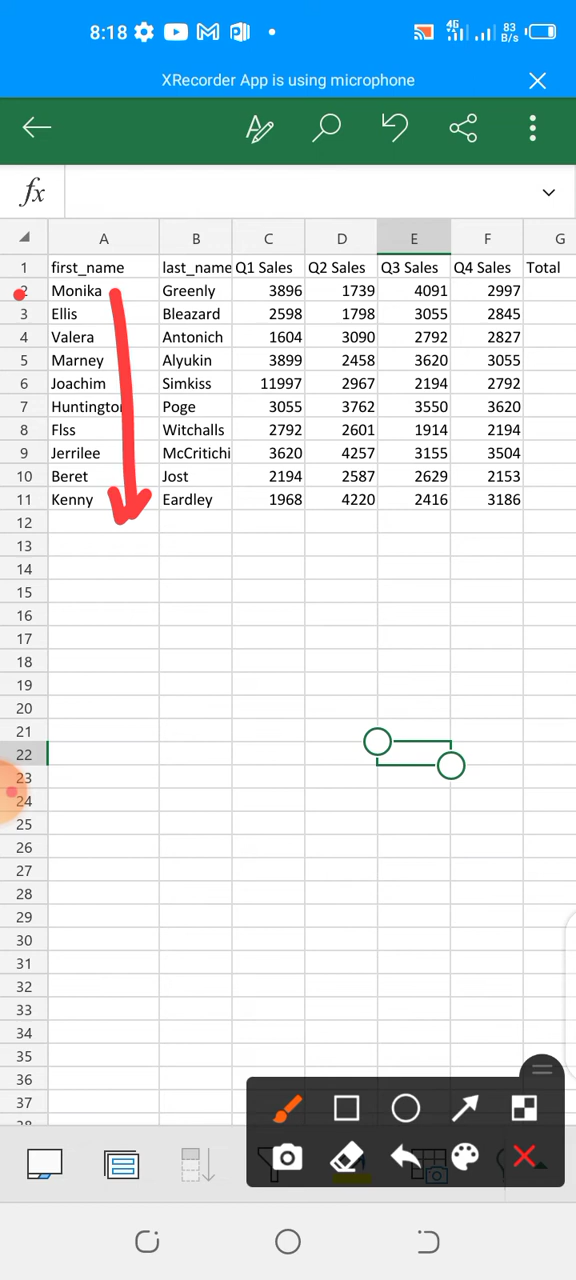 8:18 4G 83 B/s
XRecorder App is using microphone
fx
A B C D E F G
1 first_name last_name Q1 Sales Q2 Sales Q3 Sales Q4 Sales Total
2 Monika Greenly 3896 1739 4091 2997
3 Ellis Bleazard 2598 1798 3055 2845
4 Valera Antonich 1604 3090 2792 2827
5 Marney Alyukin 3899 2458 3620 3055
6 Joachim Simkiss 11997 2967 2194 2792
7 Huntington Poge 3055 3762 3550 3620
8 Flss Witchalls 2792 2601 1914 2194
9 Jerrilee McCritchi 3620 4257 3155 3504
10 Beret Jost 2194 2587 2629 2153
11 Kenny Eardley 1968 4220 2416 3186
12
13
14
15
16
17
18
19
20
21
22
23
24
25
26
27
28
29
30
31
32
33
34
35
36
37